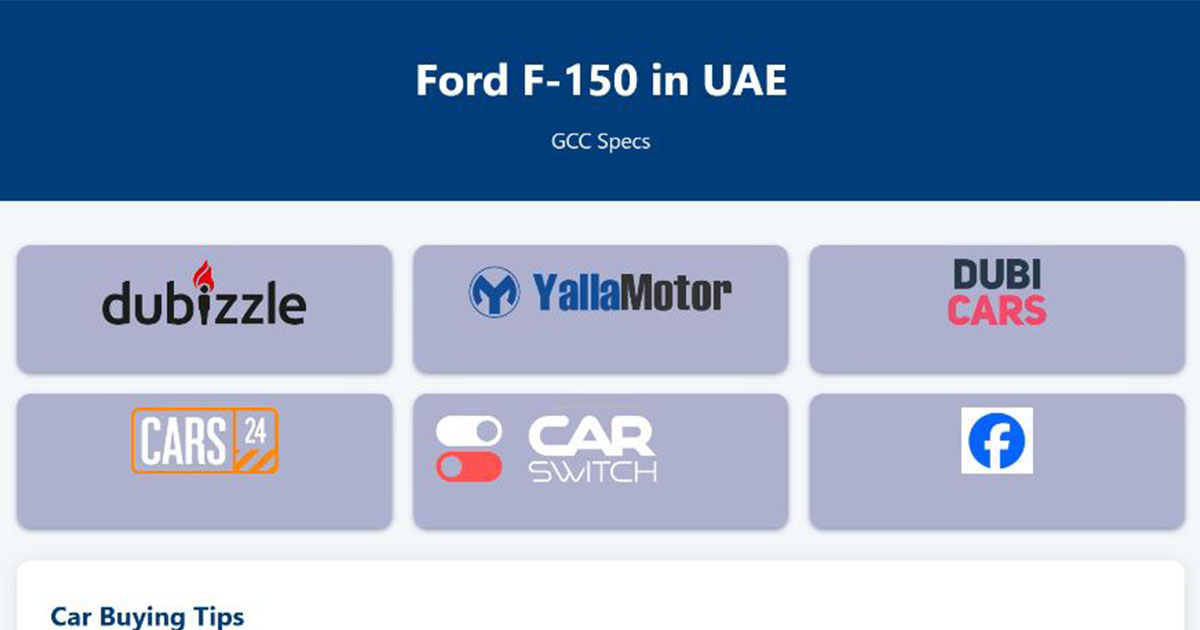 Ford F-150 in UAE
GCC Specs
dubizzle
YallaMotor
DUBI
CARS
CARS 24
CAR
SWITCH
f
Car Buying Tips